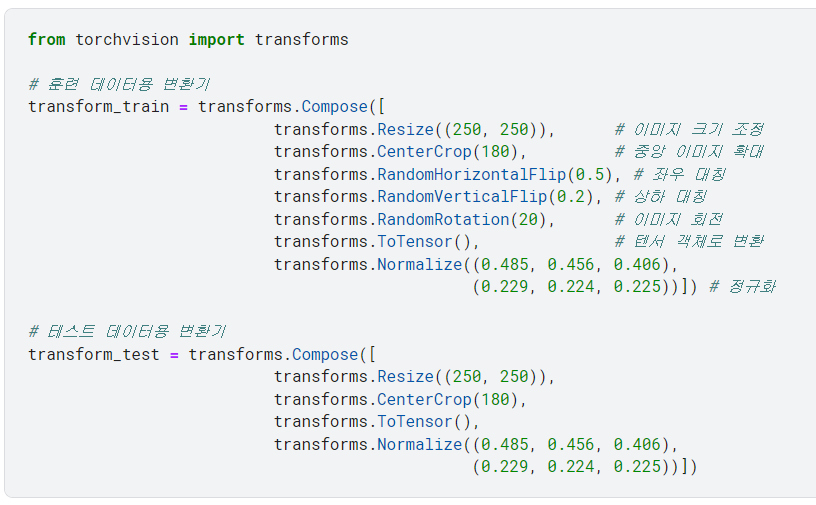 from torchvision import transforms
# 훈련 데이터용 변환기
transform_train = transforms.Compose([
transforms.Resize((250, 250)), # 이미지 크기 조정
transforms.CenterCrop(180), # 중앙 이미지 확대
transforms.RandomHorizontalFlip(0.5), # 좌우 대칭
transforms.RandomVerticalFlip(0.2), # 상하 대칭
transforms.RandomRotation(20), # 이미지 회전
transforms.ToTensor(), # 텐서 객체로 변환
transforms.Normalize((0.485, 0.456, 0.406),
(0.229, 0.224, 0.225))]) # 정규화
# 테스트 데이터용 변환기
transform_test = transforms.Compose([
transforms.Resize((250, 250)),
transforms.CenterCrop(180),
transforms.ToTensor(),
transforms.Normalize((0.485, 0.456, 0.406),
(0.229, 0.224, 0.225))])